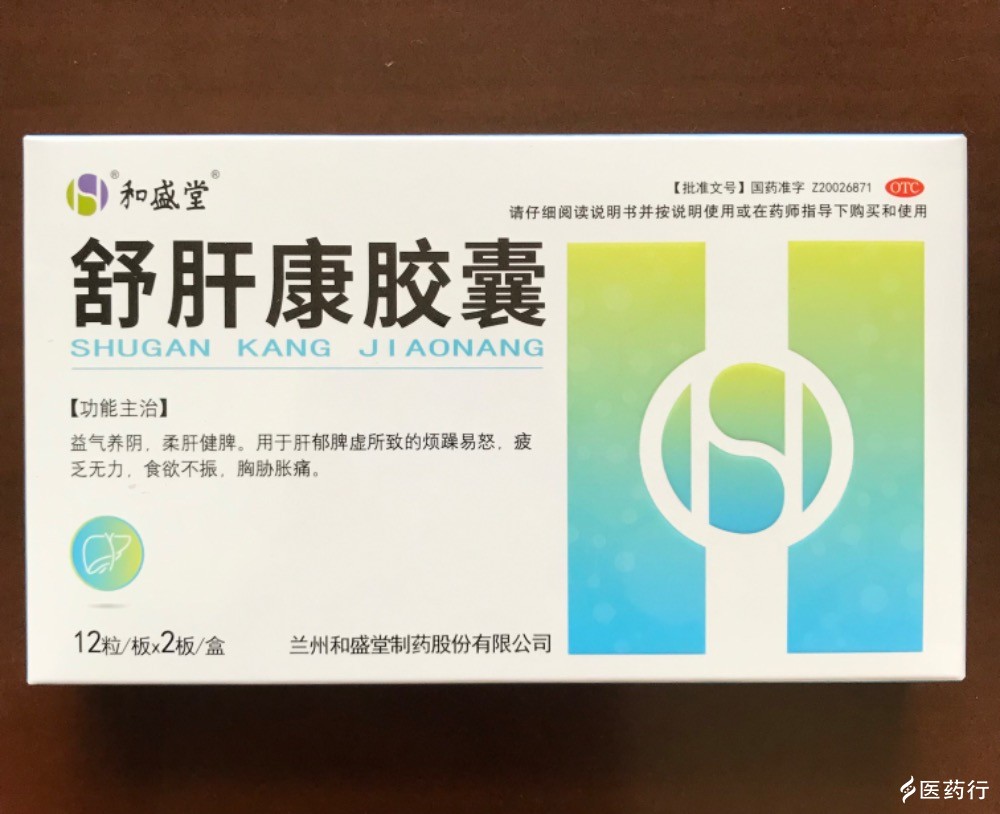 ®和盛堂®
【批准文号】国药准字 Z20026871 OTC
请仔细阅读说明书并按说明使用或在药师指导下购买和使用
舒肝康胶囊
SHUGAN KANG JIAONANG
【功能主治】
益气养阴，柔肝健脾。用于肝郁脾虚所致的烦躁易怒，疲
乏无力，食欲不振，胸胁胀痛。
12粒/板x2板/盒
兰州和盛堂制药股份有限公司
医药行